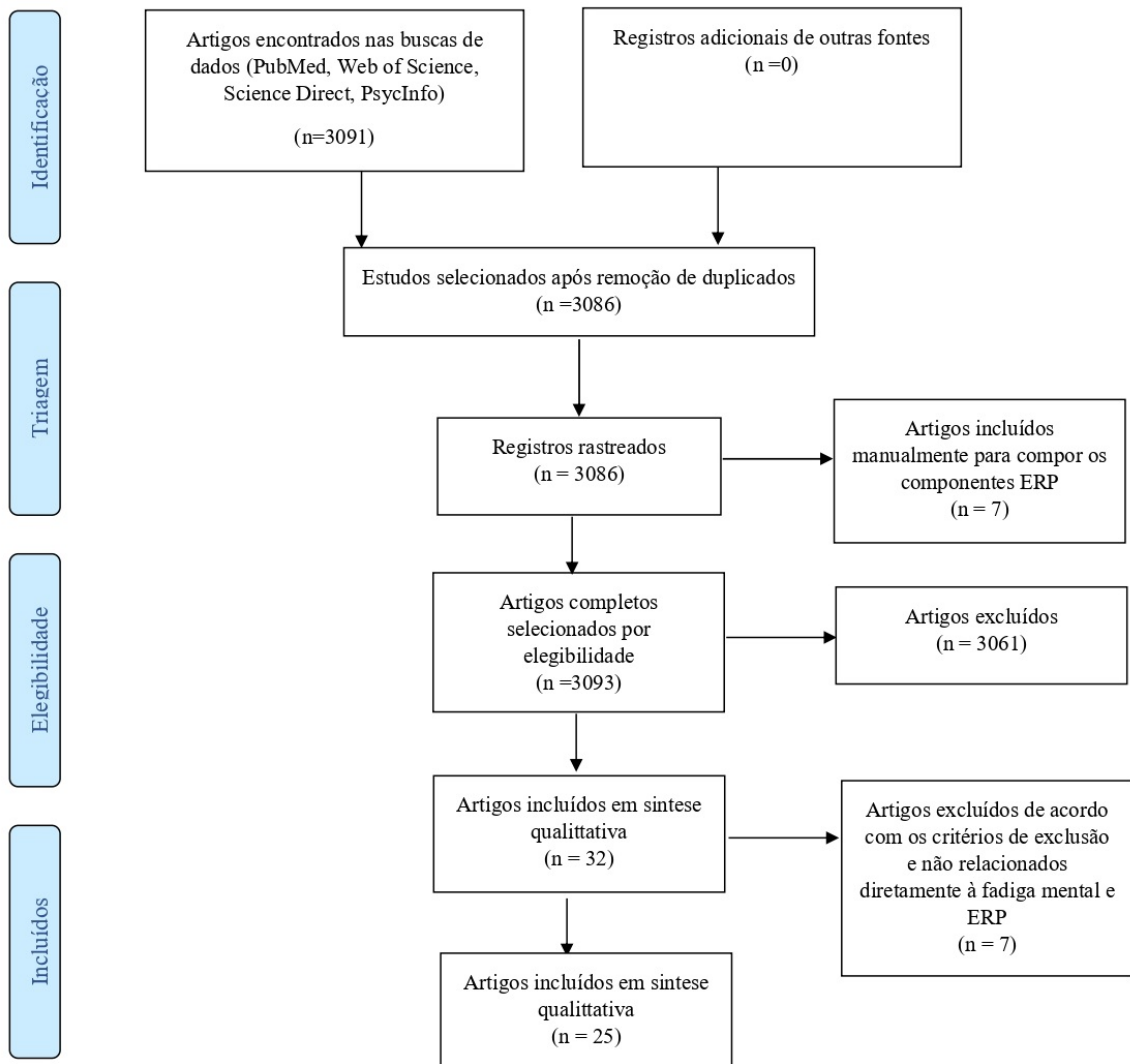 Identificação
Artigos encontrados nas buscas de
dados (PubMed, Web of Science,
Science Direct, PsycInfo)
(n=3091)
Registros adicionais de outras fontes
(n =0)
Estudos selecionados após remoção de duplicados
(n =3086)
Triagem
Registros rastreados
(n = 3086)
Artigos incluídos
manualmente para compor os
componentes ERP
(n = 7)
Elegibilidade
Artigos completos
selecionados por
elegibilidade
(n =3093)
Artigos excluídos
(n = 3061)
Artigos incluídos em sintese
qualittativa
(n = 32)
Artigos excluídos de acordo
com os critérios de exclusão
e não relacionados
diretamente à fadiga mental e
ERP
(n = 7)
Incluídos
Artigos incluídos em sintese
qualittativa
(n = 25)